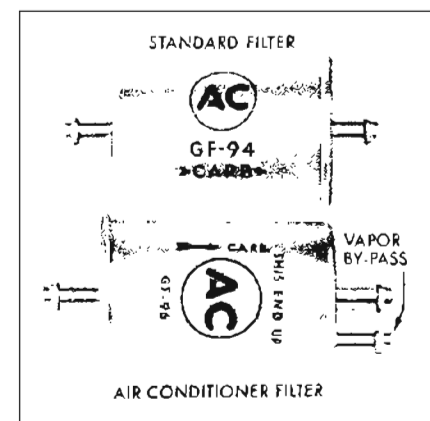 STANDARD FILTER
AC
GF-94
CARB
CARB
VAPOR
BY-PASS
GF-96
AC
THIS END UP
AIR CONDITIONER FILTER